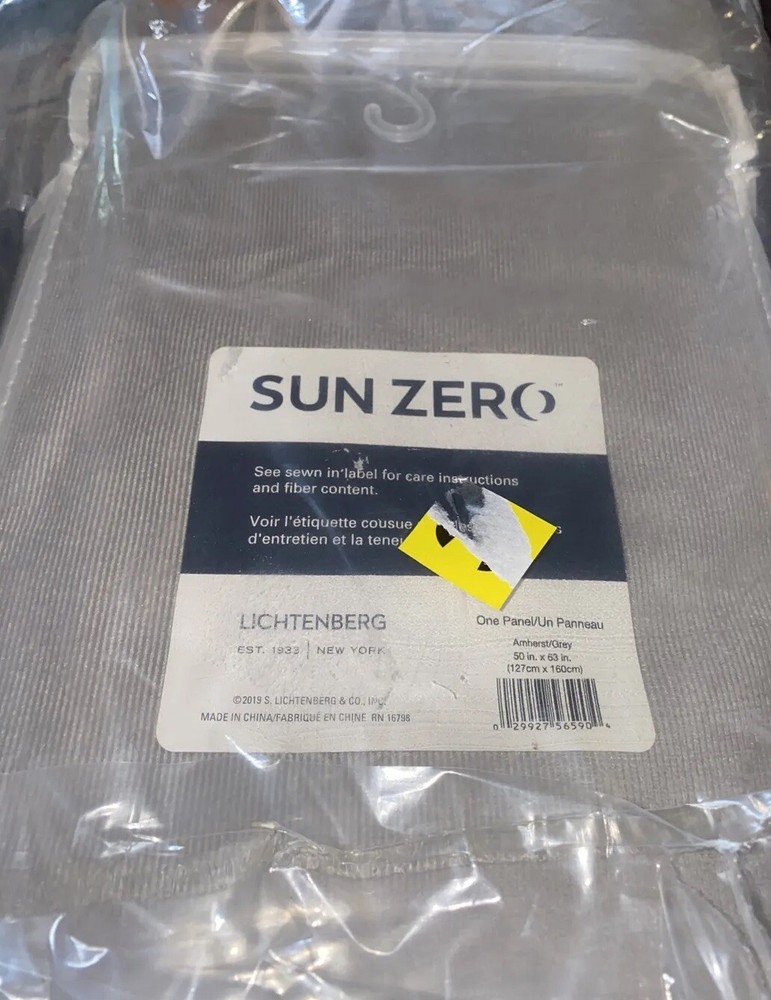 SUN ZERO™
See sewn in label for care instructions
and fiber content.
Voir l'étiquette cousue
d'entretien et la
LICHTENBERG
EST. 1933 | NEW YORK
One Panel/Un Panneau
Amherst/Grey
50 in. x 63 in.
(127cm x 160cm)
©2019 S. LICHTENBERG & CO., INC.
MADE IN CHINA/FABRIQUÉ EN CHINE RN 16798
0 29927 56590 4